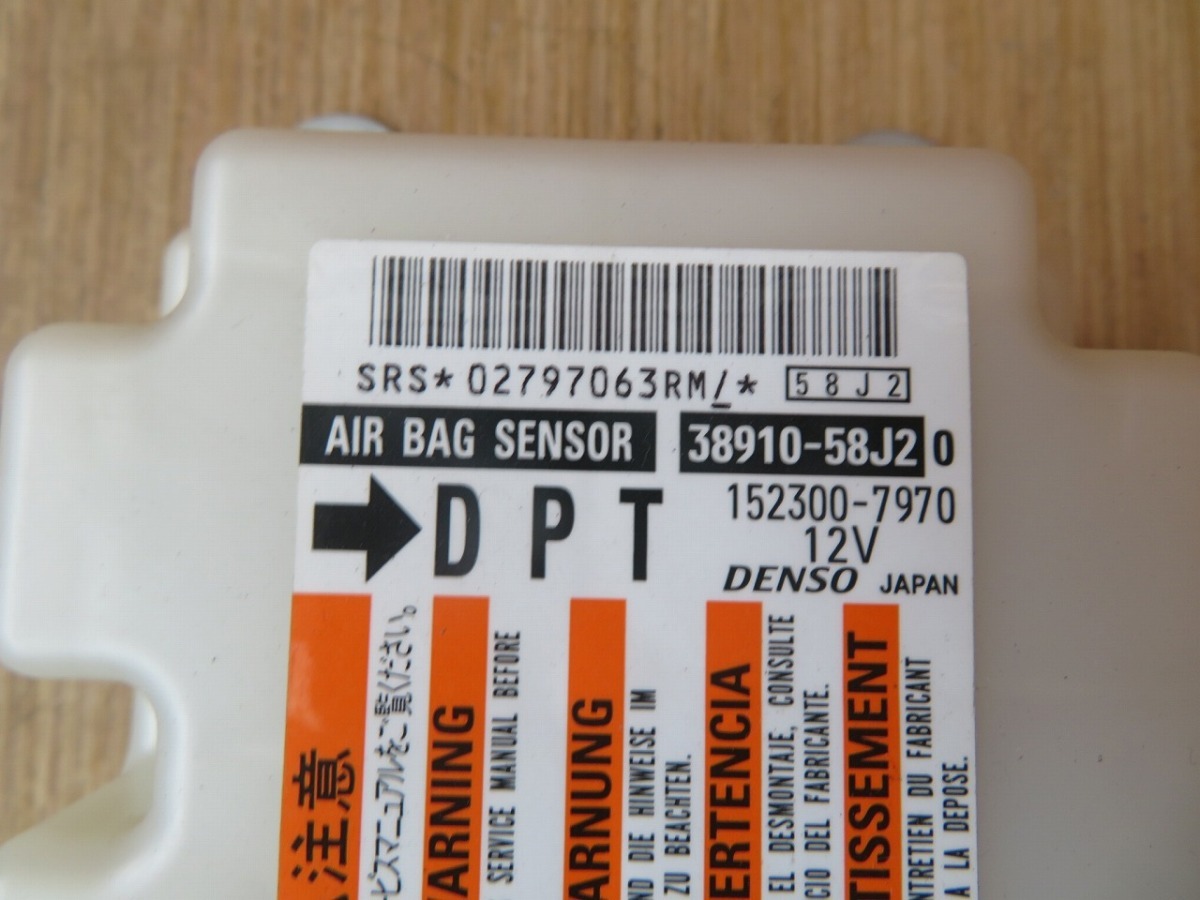 SRS*02797063RM/* 58J2
AIR BAG SENSOR 38910-58J20
➡DPT 152300-7970
12V
DENSO JAPAN
注意
ビスマニュアルをご覧ください。
WARNING
SERVICE MANUAL BEFORE
WARNUNG
ND DIE HINWEISE IM
ZU BEACHTEN.
ERTENCIA
EL DESMONTAJE, CONSULTE
CIO DEL FABRICANTE.
TISSEMENT
NTRETIEN DU FABRICANT
A LA DEPOSE.